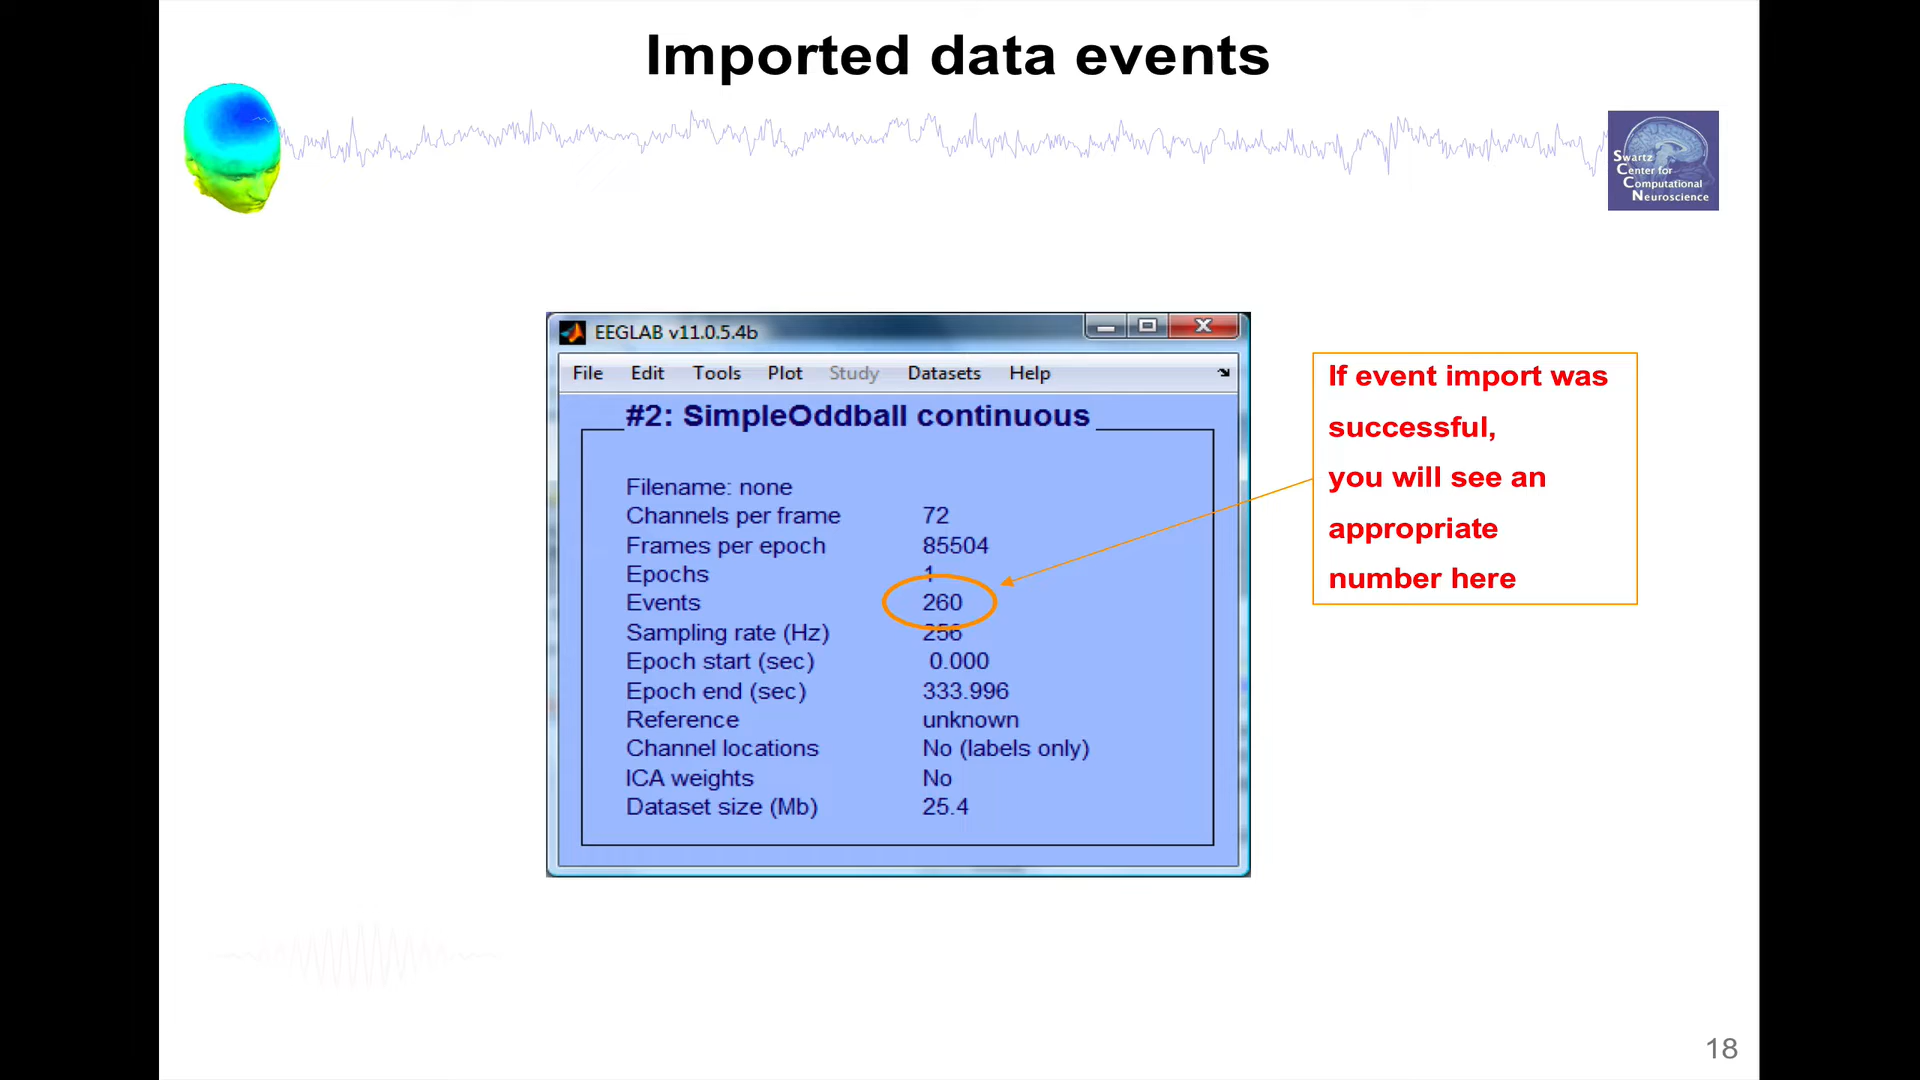 Imported data events
Swartz
Center for
Computational
Neuroscience
EEGLAB v11.0.5.4b
File Edit Tools Plot Study Datasets Help
#2: SimpleOddball continuous
Filename: none
Channels per frame 72
Frames per epoch 85504
Epochs 1
Events 260
Sampling rate (Hz) 256
Epoch start (sec) 0.000
Epoch end (sec) 333.996
Reference unknown
Channel locations No (labels only)
ICA weights No
Dataset size (Mb) 25.4
If event import was
successful,
you will see an
appropriate
number here
18